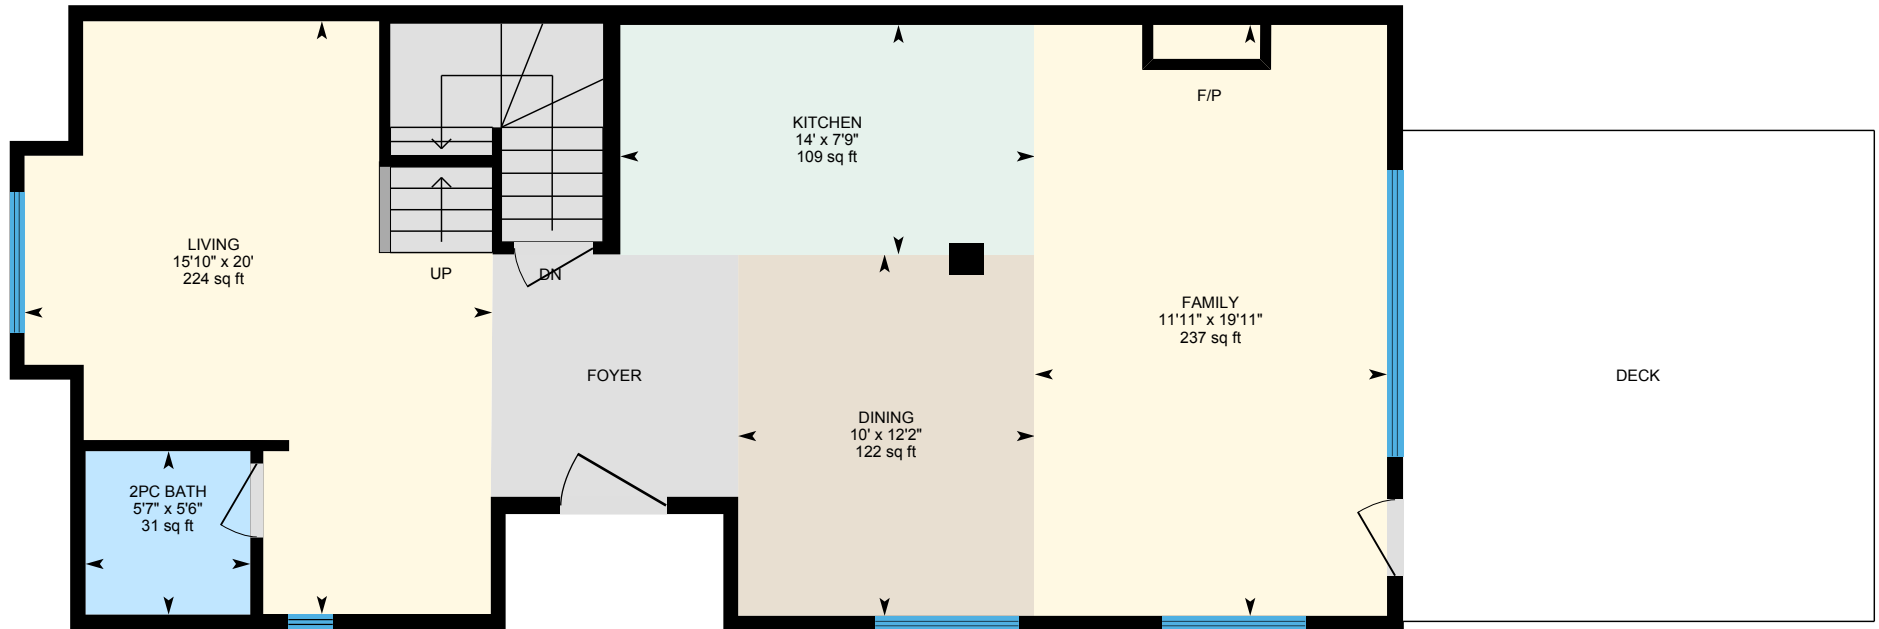 LIVING
15'10" x 20'
224 sq ft
UP
DN
KITCHEN
14' x 7'9"
109 sq ft
F/P
FAMILY
11'11" x 19'11"
237 sq ft
FOYER
DINING
10' x 12'2"
122 sq ft
DECK
2PC BATH
5'7" x 5'6"
31 sq ft